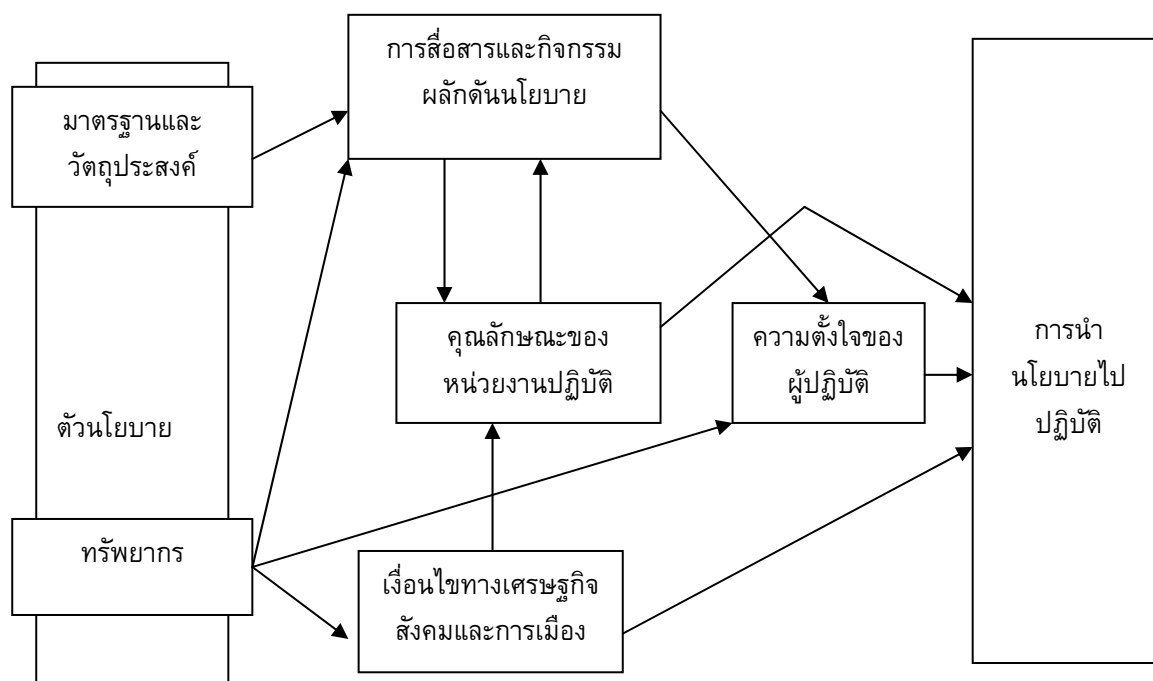 การสื่อสารและกิจกรรม
ผลักดันนโยบาย
มาตรฐานและ
วัตถุประสงค์
คุณลักษณะของ
หน่วยงานปฏิบัติ
ความตั้งใจของ
ผู้ปฏิบัติ
การนำ
นโยบายไป
ปฏิบัติ
ตัวนโยบาย
ทรัพยากร
เงื่อนไขทางเศรษฐกิจ
สังคมและการเมือง